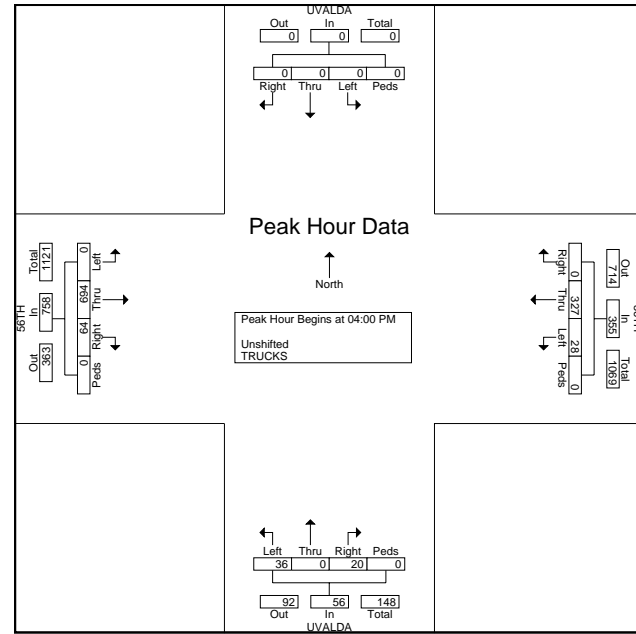 UVALDA
Out In Total
0 0 0
0 0 0 0
Right Thru Left Peds
Peak Hour Data
North
Peak Hour Begins at 04:00 PM
Unshifted
TRUCKS
56TH
Total In Out
1121 758 363
0 694 64 0
Left Thru Right Peds
Right Thru Left Peds
0 327 28 0
714 355 1069
Out In Total
Left Thru Right Peds
36 0 20 0
92 56 148
Out In Total
UVALDA